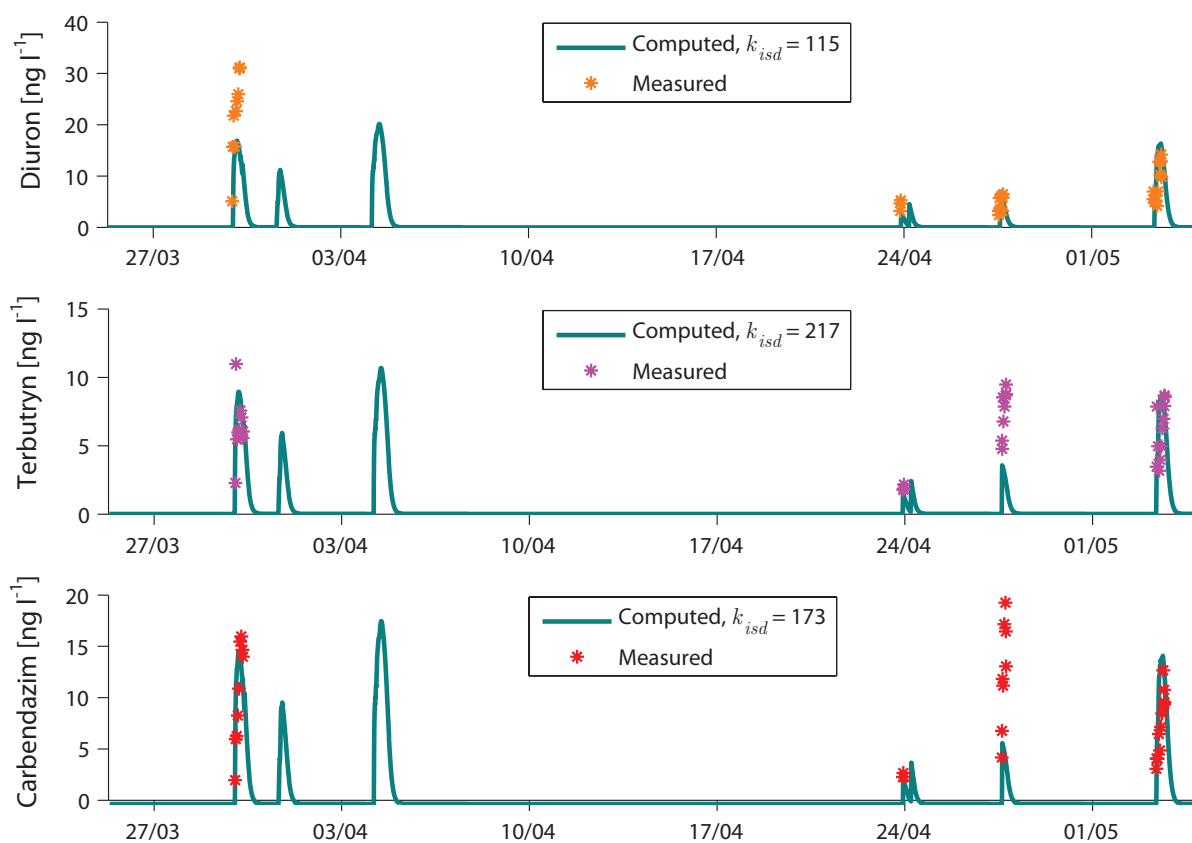 Diuron [ng l⁻¹]
40
30
20
10
0
Computed, k_isd = 115
Measured
27/03 03/04 10/04 17/04 24/04 01/05
Terbutryn [ng l⁻¹]
15
10
5
0
Computed, k_isd = 217
Measured
27/03 03/04 10/04 17/04 24/04 01/05
Carbendazim [ng l⁻¹]
20
15
10
5
0
Computed, k_isd = 173
Measured
27/03 03/04 10/04 17/04 24/04 01/05